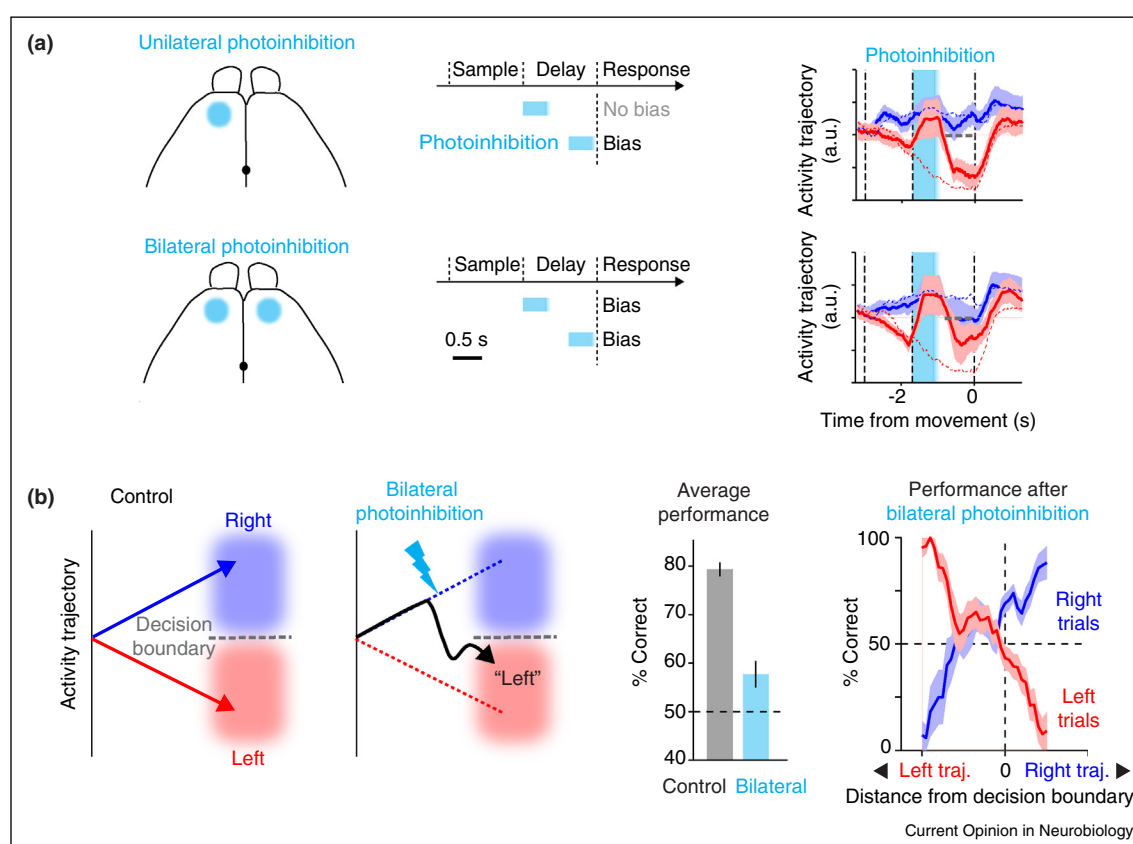 (a)
Unilateral photoinhibition
Sample Delay Response
No bias
Photoinhibition Bias
Photoinhibition
Activity trajectory
(a.u.)
Bilateral photoinhibition
Sample Delay Response
Bias
Bias
0.5 s
Activity trajectory
(a.u.)
-2 0
Time from movement (s)
(b)
Control
Activity trajectory
Right
Decision
boundary
Left
Bilateral
photoinhibition
"Left"
Average
performance
% Correct
80
70
60
50
40
Control Bilateral
Performance after
bilateral photoinhibition
% Correct
100
50
0
Right
trials
Left
trials
◀ Left traj. 0 Right traj. ▶
Distance from decision boundary
Current Opinion in Neurobiology